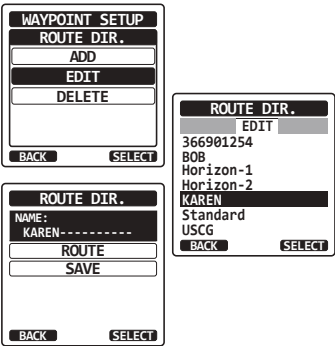 WAYPOINT SETUP
ROUTE DIR.
ADD
EDIT
DELETE
BACK SELECT
ROUTE DIR.
EDIT
366901254
BOB
Horizon-1
Horizon-2
KAREN
Standard
USCG
BACK SELECT
ROUTE DIR.
NAME:
KAREN----------
ROUTE
SAVE
BACK SELECT